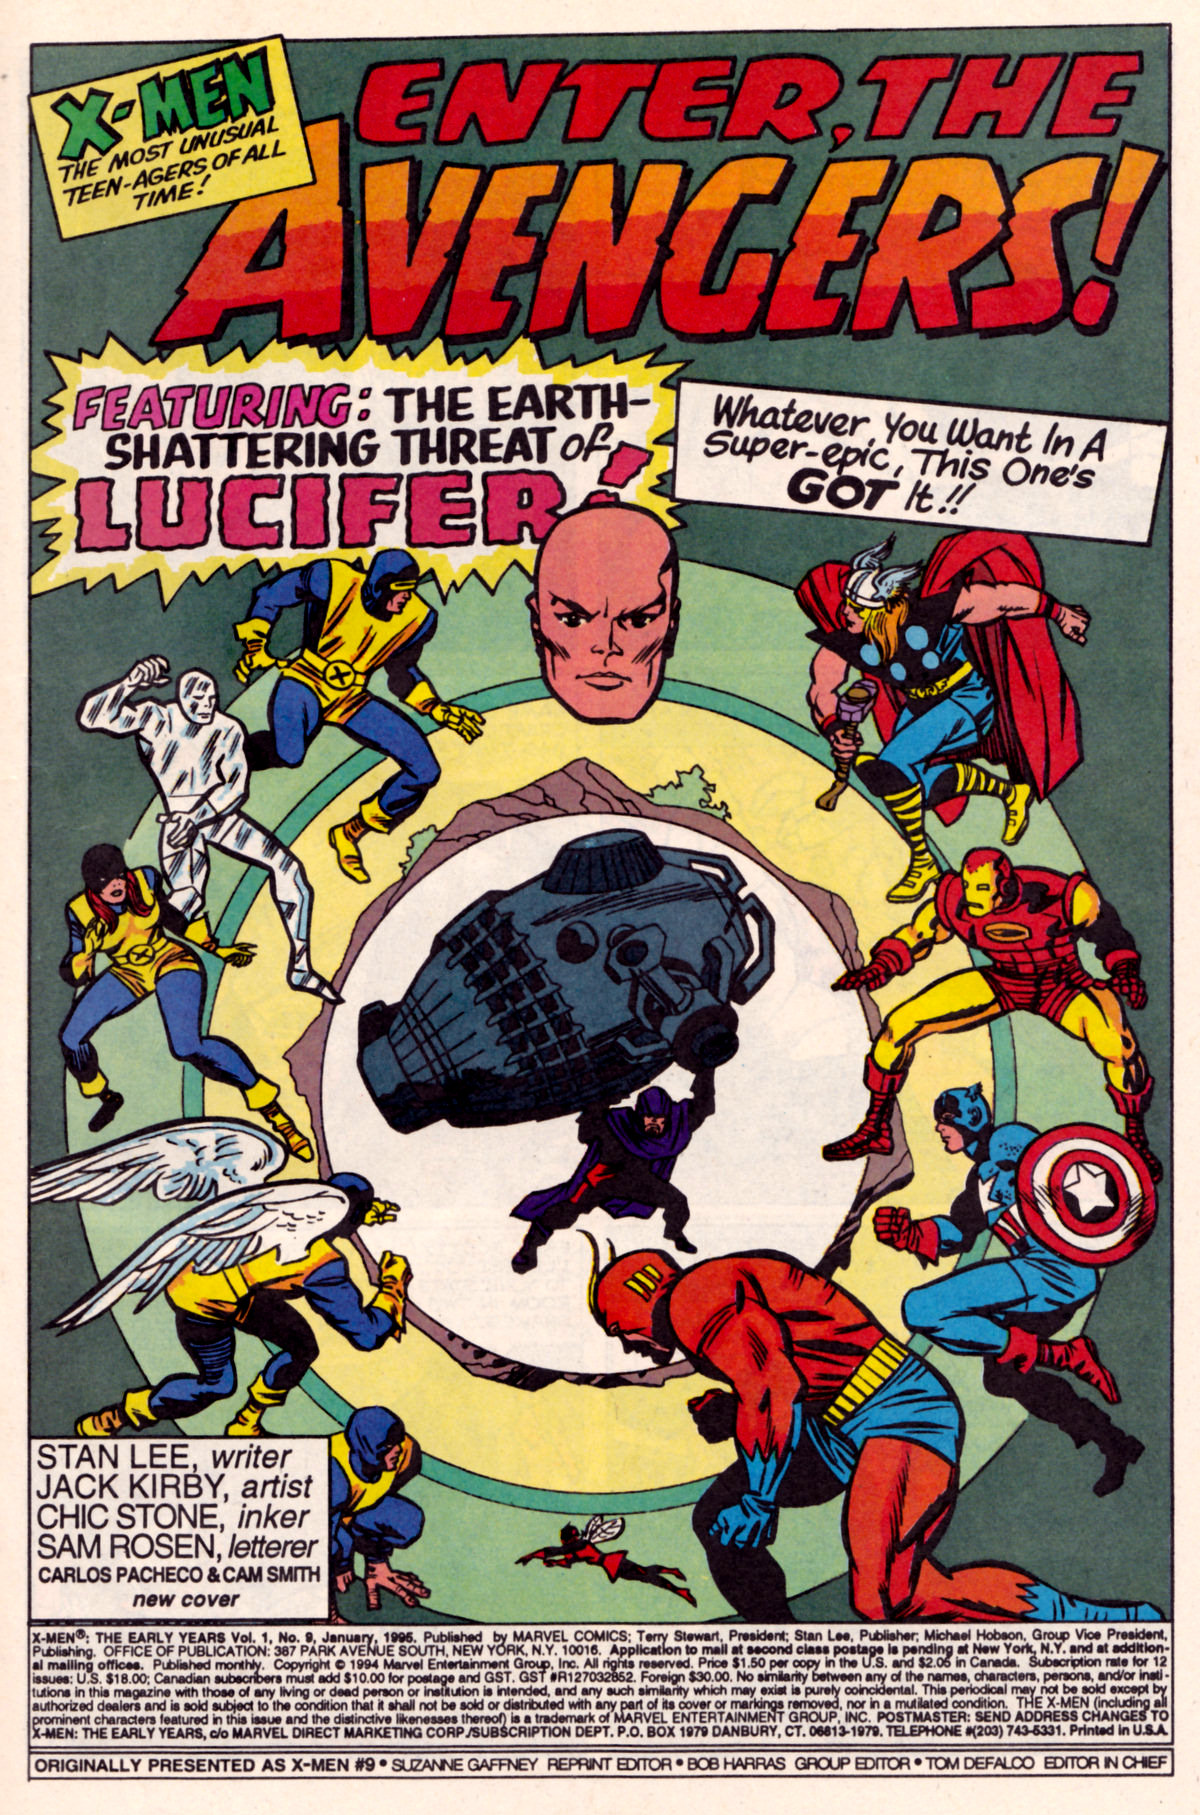 X-MEN
THE MOST UNUSUAL
TEEN-AGERS OF ALL
TIME!
ENTER, THE
AVENGERS!
FEATURING: THE EARTH-
SHATTERING THREAT of
LUCIFER!
Whatever You Want In A
Super-epic, This One's
GOT It!!
STAN LEE, writer
JACK KIRBY, artist
CHIC STONE, inker
SAM ROSEN, letterer
CARLOS PACHECO & CAM SMITH
new cover
X-MEN®: THE EARLY YEARS Vol. 1, No. 9, January, 1995. Published by MARVEL COMICS; Terry Stewart, President; Stan Lee, Publisher; Michael Hobson, Group Vice President,
Publishing. OFFICE OF PUBLICATION: 387 PARK AVENUE SOUTH, NEW YORK, N.Y. 10016. Application to mail at second class postage is pending at New York, N.Y. and at addition-
al mailing offices. Published monthly. Copyright © 1994 Marvel Entertainment Group, Inc. All rights reserved. Price $1.50 per copy in the U.S. and $2.05 in Canada. Subscription rate for 12
issues: U.S. $18.00; Canadian subscribers must add $10.00 for postage and GST. GST #R127032852. Foreign $30.00. No similarity between any of the names, characters, persons, and/or insti-
tutions in this magazine with those of any living or dead person or institution is intended, and any such similarity which may exist is purely coincidental. This periodical may not be sold except by
authorized dealers and is sold subject to the condition that it shall not be sold or distributed with any part of its cover or markings removed, nor in a mutilated condition. THE X-MEN (including all
prominent characters featured in this issue and the distinctive likenesses thereof) is a trademark of MARVEL ENTERTAINMENT GROUP, INC. POSTMASTER: SEND ADDRESS CHANGES TO
X-MEN: THE EARLY YEARS, c/o MARVEL DIRECT MARKETING CORP./SUBSCRIPTION DEPT. P.O. BOX 1979 DANBURY, CT. 06813-1979. TELEPHONE #(203) 743-5331. Printed in U.S.A.
ORIGINALLY PRESENTED AS X-MEN #9 • SUZANNE GAFFNEY REPRINT EDITOR • BOB HARRAS GROUP EDITOR • TOM DEFALCO EDITOR IN CHIEF